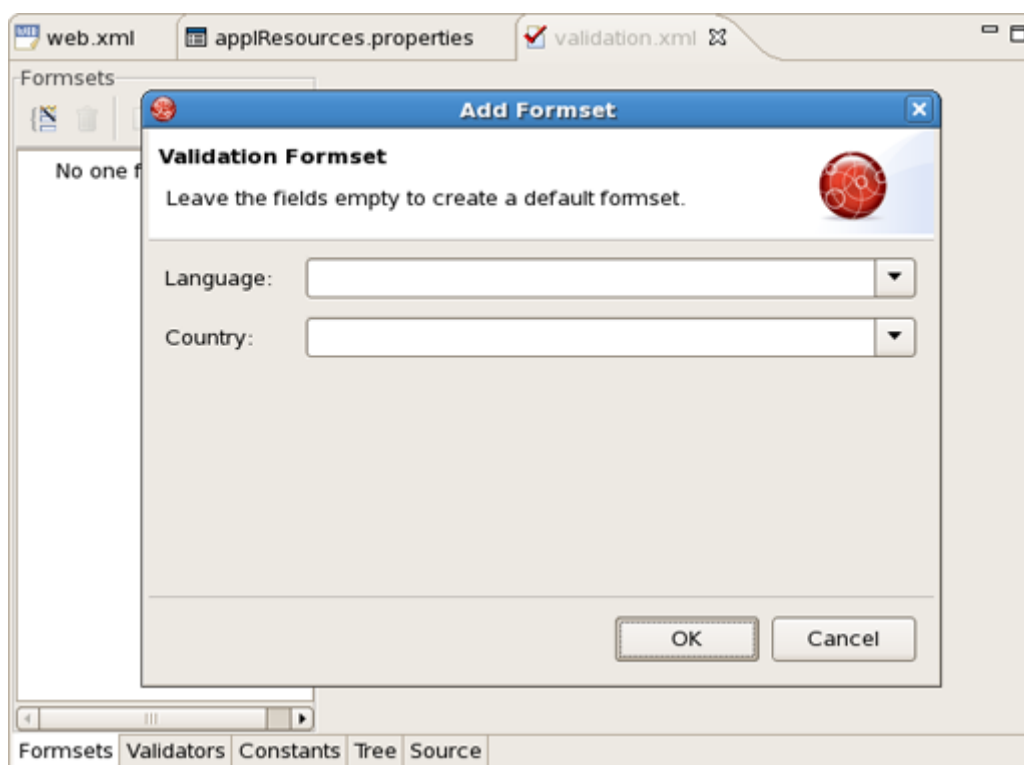 web.xml applResources.properties validation.xml
Formsets
Add Formset
Validation Formset
No one f
Leave the fields empty to create a default formset.
Language:
Country:
OK Cancel
Formsets Validators Constants Tree Source